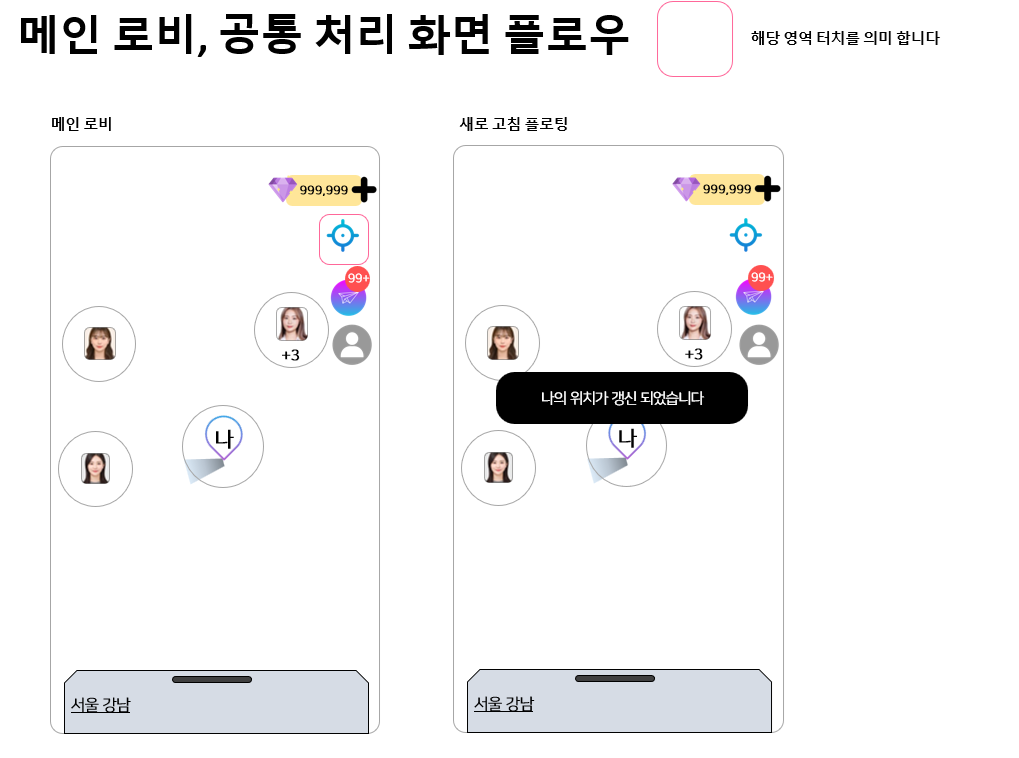 메인 로비, 공통 처리 화면 플로우
해당 영역 터치를 의미 합니다
메인 로비
새로 고침 플로팅
999,999
99+
+3
나
서울 강남
999,999
99+
+3
나의 위치가 갱신 되었습니다
나
서울 강남